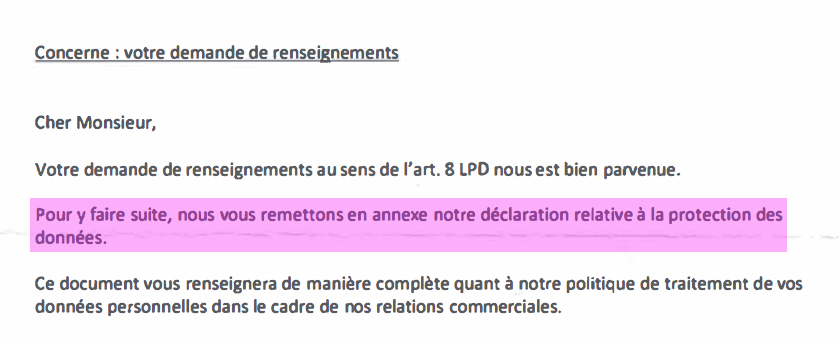 Concerne : votre demande de renseignements
Cher Monsieur,
Votre demande de renseignements au sens de l'art. 8 LPD nous est bien parvenue.
Pour y faire suite, nous vous remettons en annexe notre déclaration relative à la protection des
données.
Ce document vous renseignera de manière complète quant à notre politique de traitement de vos
données personnelles dans le cadre de nos relations commerciales.